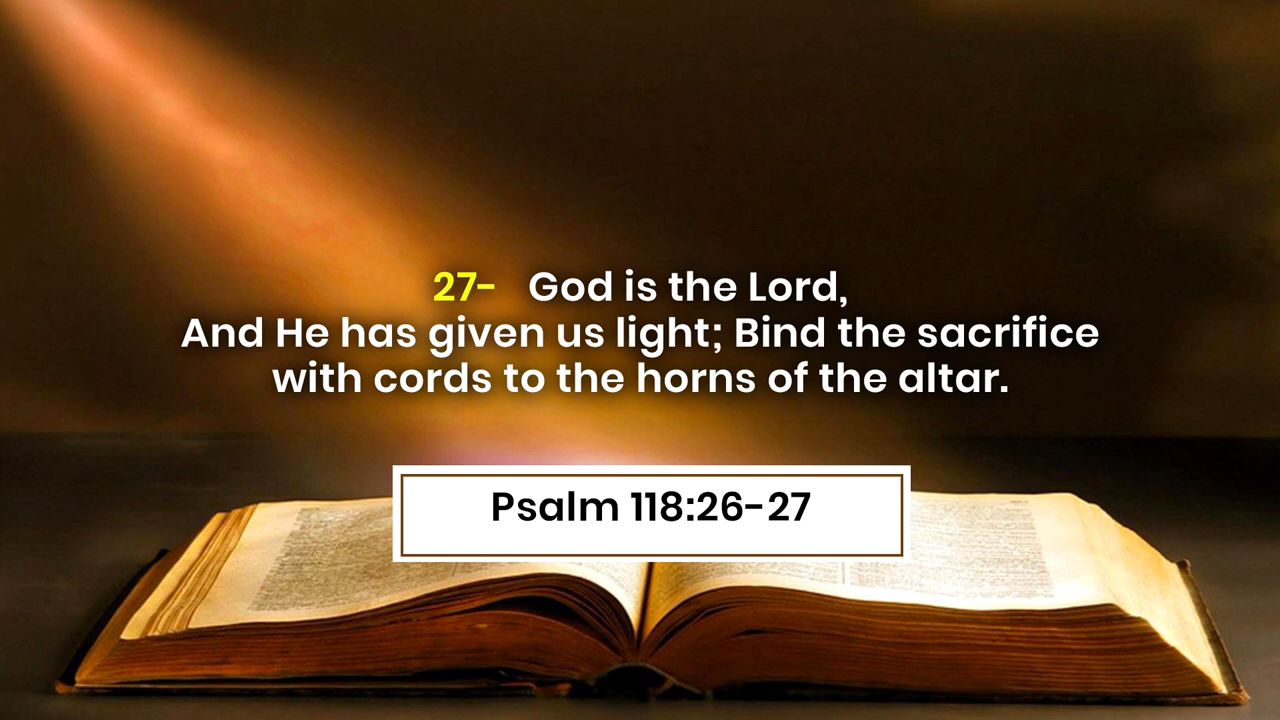 27- God is the Lord,
And He has given us light; Bind the sacrifice
with cords to the horns of the altar.
Psalm 118:26-27